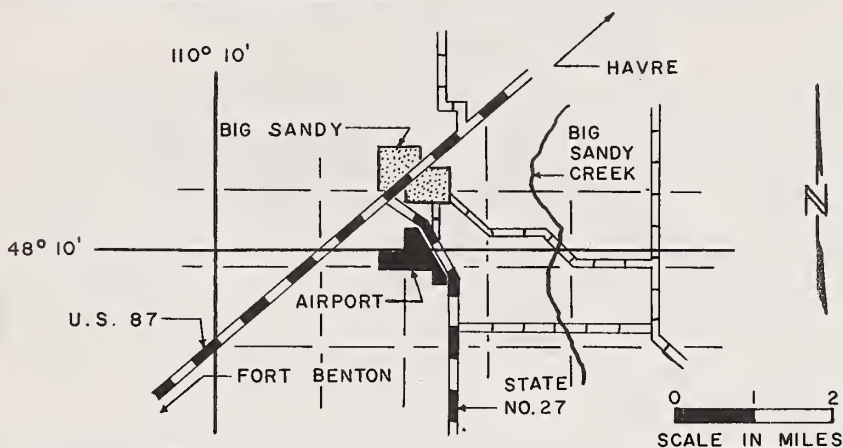 110° 10'
HAVRE
BIG SANDY
BIG
SANDY
CREEK
N
48° 10'
AIRPORT
U.S. 87
FORT BENTON
STATE
NO. 27
0 1 2
SCALE IN MILES